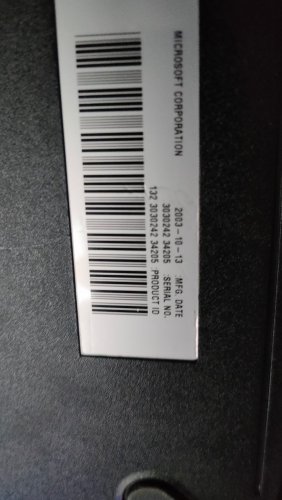 MICROSOFT CORPORATION
2003-10-13 :MFG. DATE
3030242 34205 :SERIAL NO.
132 3030242 34205 :PRODUCT ID